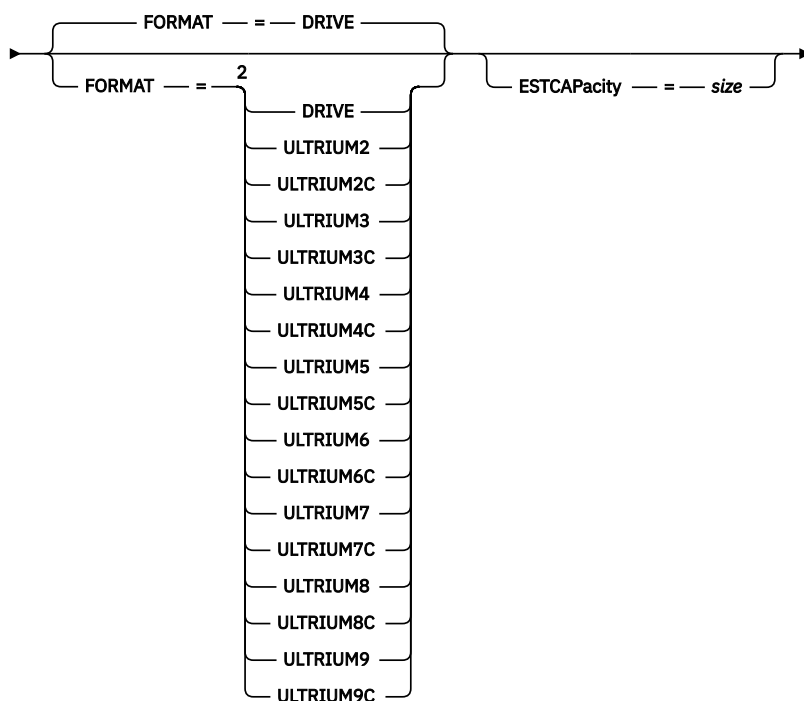 FORMAT = DRIVE
2
FORMAT = ESTCAPacity = size
DRIVE
ULTRIUM2
ULTRIUM2C
ULTRIUM3
ULTRIUM3C
ULTRIUM4
ULTRIUM4C
ULTRIUM5
ULTRIUM5C
ULTRIUM6
ULTRIUM6C
ULTRIUM7
ULTRIUM7C
ULTRIUM8
ULTRIUM8C
ULTRIUM9
ULTRIUM9C